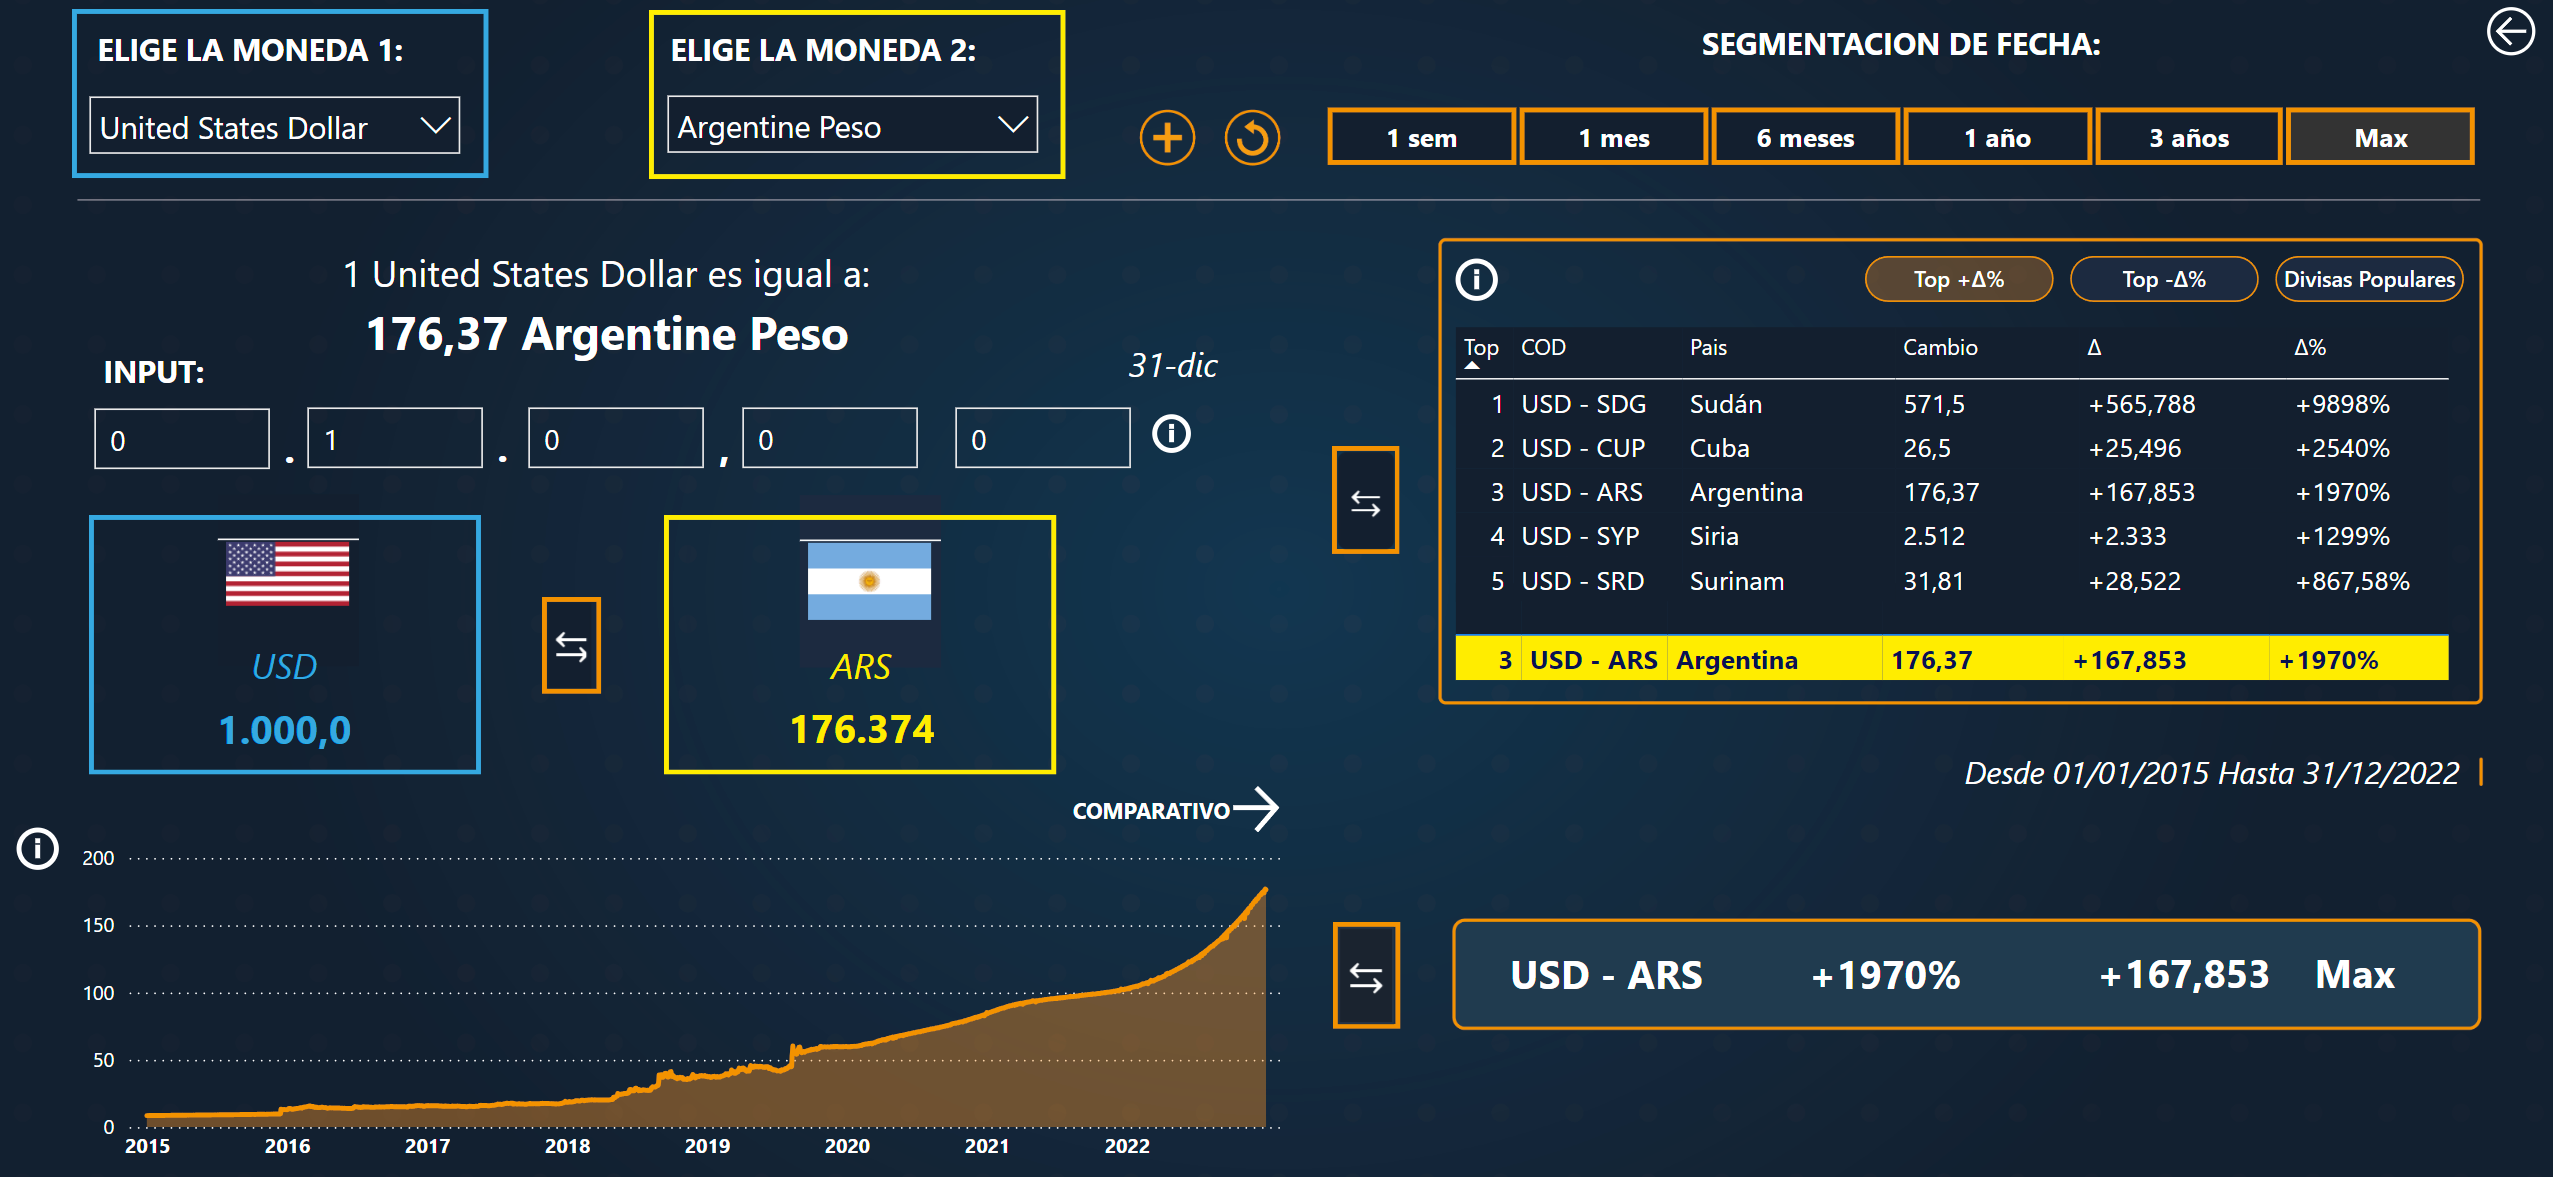 ELIGE LA MONEDA 1:
United States Dollar
ELIGE LA MONEDA 2:
Argentine Peso
SEGMENTACION DE FECHA:
1 sem
1 mes
6 meses
1 año
3 años
Max
1 United States Dollar es igual a:
176,37 Argentine Peso
INPUT:
31-dic
0 . 1 . 0 , 0 0
USD
1.000,0
ARS
176.374
Top +Δ%
Top -Δ%
Divisas Populares
Top COD Pais Cambio Δ Δ%
1 USD - SDG Sudán 571,5 +565,788 +9898%
2 USD - CUP Cuba 26,5 +25,496 +2540%
3 USD - ARS Argentina 176,37 +167,853 +1970%
4 USD - SYP Siria 2.512 +2.333 +1299%
5 USD - SRD Surinam 31,81 +28,522 +867,58%
3 USD - ARS Argentina 176,37 +167,853 +1970%
Desde 01/01/2015 Hasta 31/12/2022
COMPARATIVO
200
150
100
50
0
2015 2016 2017 2018 2019 2020 2021 2022
USD - ARS +1970% +167,853 Max